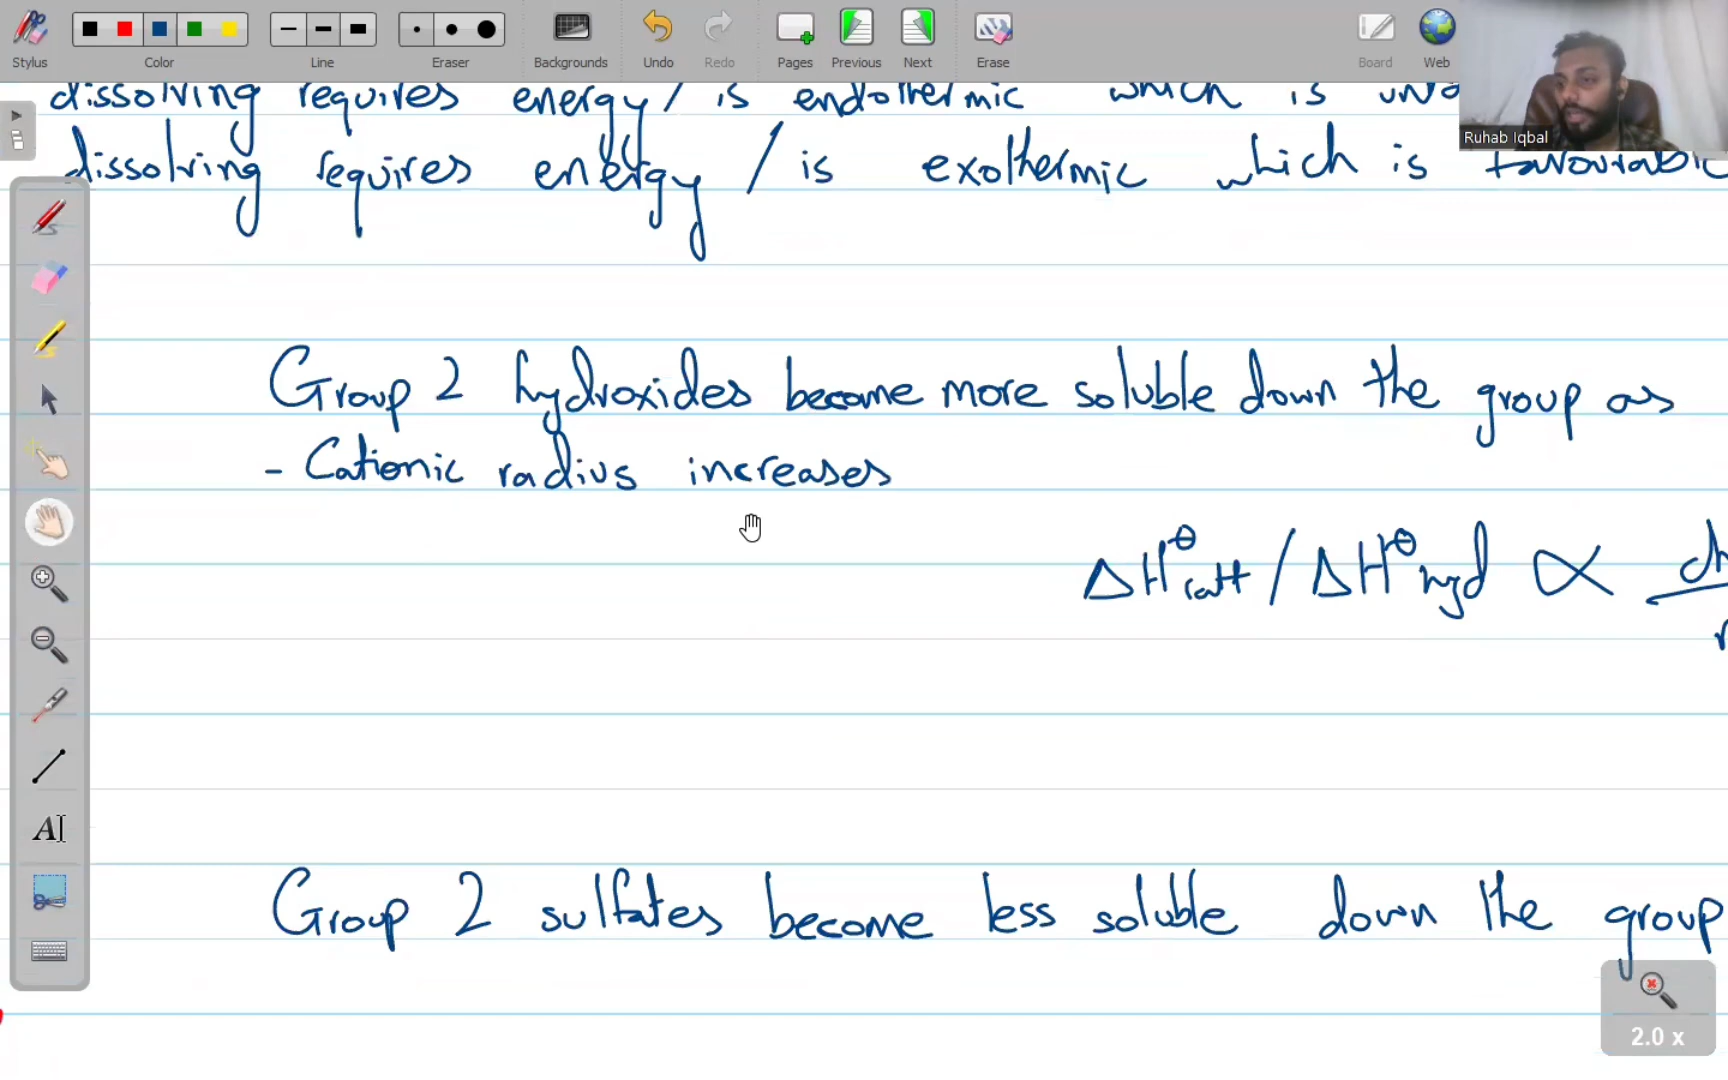 Stylus Color Line Eraser Backgrounds Undo Redo Pages Previous Next Erase Board Web
Ruhab Iqbal
dissolving requires energy / is endothermic which is
dissolving requires energy / is exothermic which is favourable
Group 2 hydroxides become more soluble down the group as
- Cationic radius increases
ΔH⦵latt / ΔH⦵hyd ∝
Group 2 sulfates become less soluble down the group
2.0 x